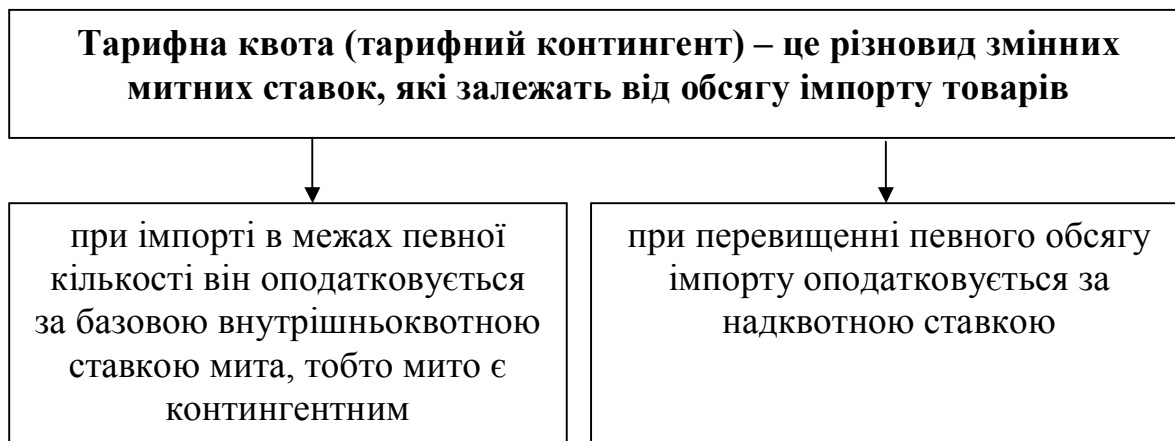 Тарифна квота (тарифний контингент) – це різновид змінних
митних ставок, які залежать від обсягу імпорту товарів
при імпорті в межах певної
кількості він оподатковується
за базовою внутрішньоквотною
ставкою мита, тобто мито є
контингентним
при перевищенні певного обсягу
імпорту оподатковується за
надквотною ставкою